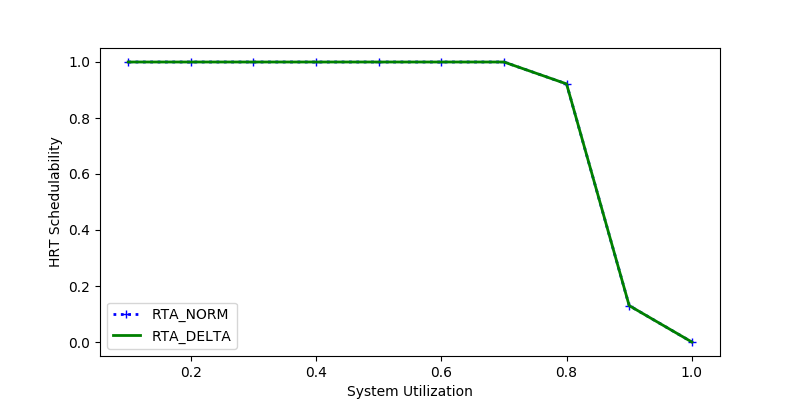 1.0
0.8
0.6
0.4
0.2
0.0
HRT Schedulability
RTA_NORM
RTA_DELTA
0.2 0.4 0.6 0.8 1.0
System Utilization